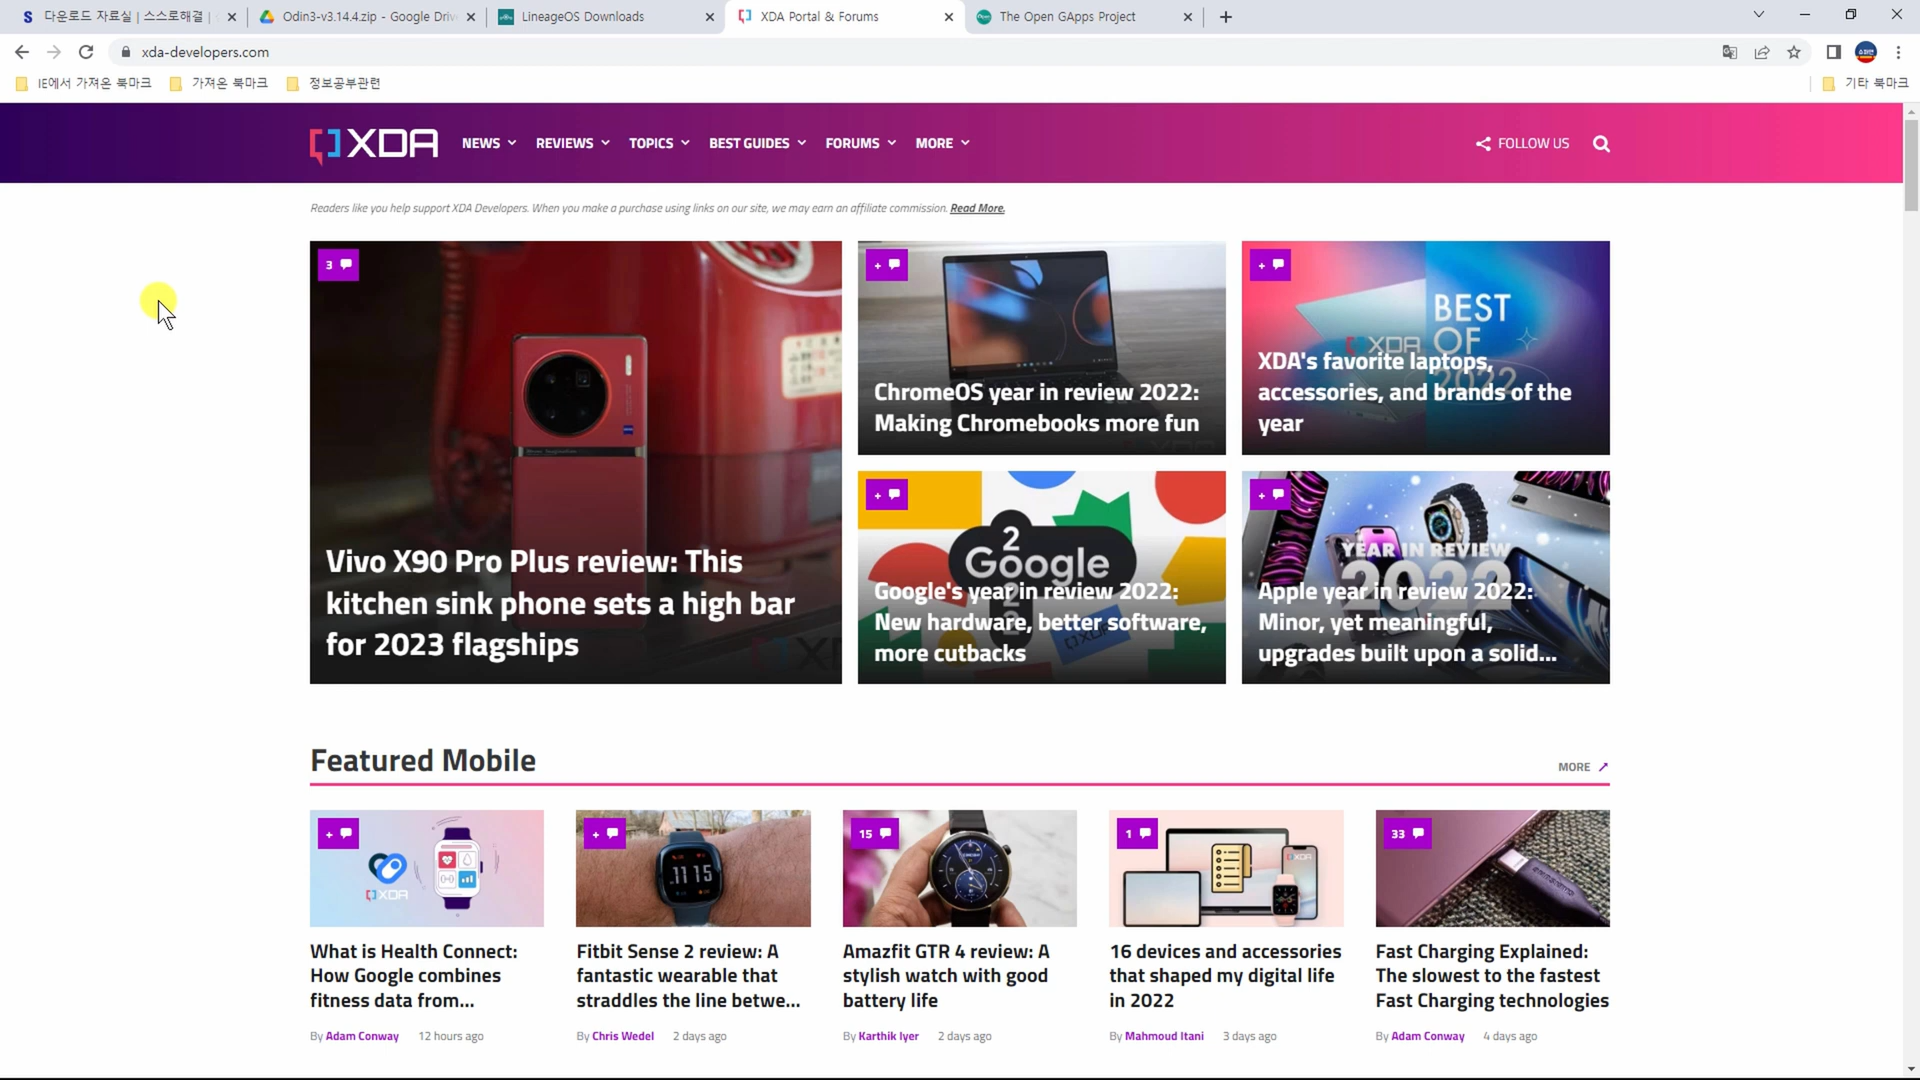 다운로드 자료실 | 스스로해결 |
Odin3-v3.14.4.zip - Google Driv
LineageOS Downloads
XDA Portal & Forums
The Open GApps Project
xda-developers.com
IE에서 가져온 북마크
가져온 북마크
정보공부관련
기타 북마크
XDA
NEWS
REVIEWS
TOPICS
BEST GUIDES
FORUMS
MORE
FOLLOW US
Readers like you help support XDA Developers. When you make a purchase using links on our site, we may earn an affiliate commission. Read More.
3
Vivo X90 Pro Plus review: This
kitchen sink phone sets a high bar
for 2023 flagships
+
ChromeOS year in review 2022:
Making Chromebooks more fun
+
BEST
OF
2022
XDA
XDA's favorite laptops,
accessories, and brands of the
year
+
Google
Google's year in review 2022:
New hardware, better software,
more cutbacks
+
YEAR IN REVIEW
2022
Apple year in review 2022:
Minor, yet meaningful,
upgrades built upon a solid...
Featured Mobile
MORE
+
XDA
What is Health Connect:
How Google combines
fitness data from...
By Adam Conway 12 hours ago
+
11:15
Fitbit Sense 2 review: A
fantastic wearable that
straddles the line betwe...
By Chris Wedel 2 days ago
15
Amazfit GTR 4 review: A
stylish watch with good
battery life
By Karthik Iyer 2 days ago
1
XDA
16 devices and accessories
that shaped my digital life
in 2022
By Mahmoud Itani 3 days ago
33
Fast Charging Explained:
The slowest to the fastest
Fast Charging technologies
By Adam Conway 4 days ago